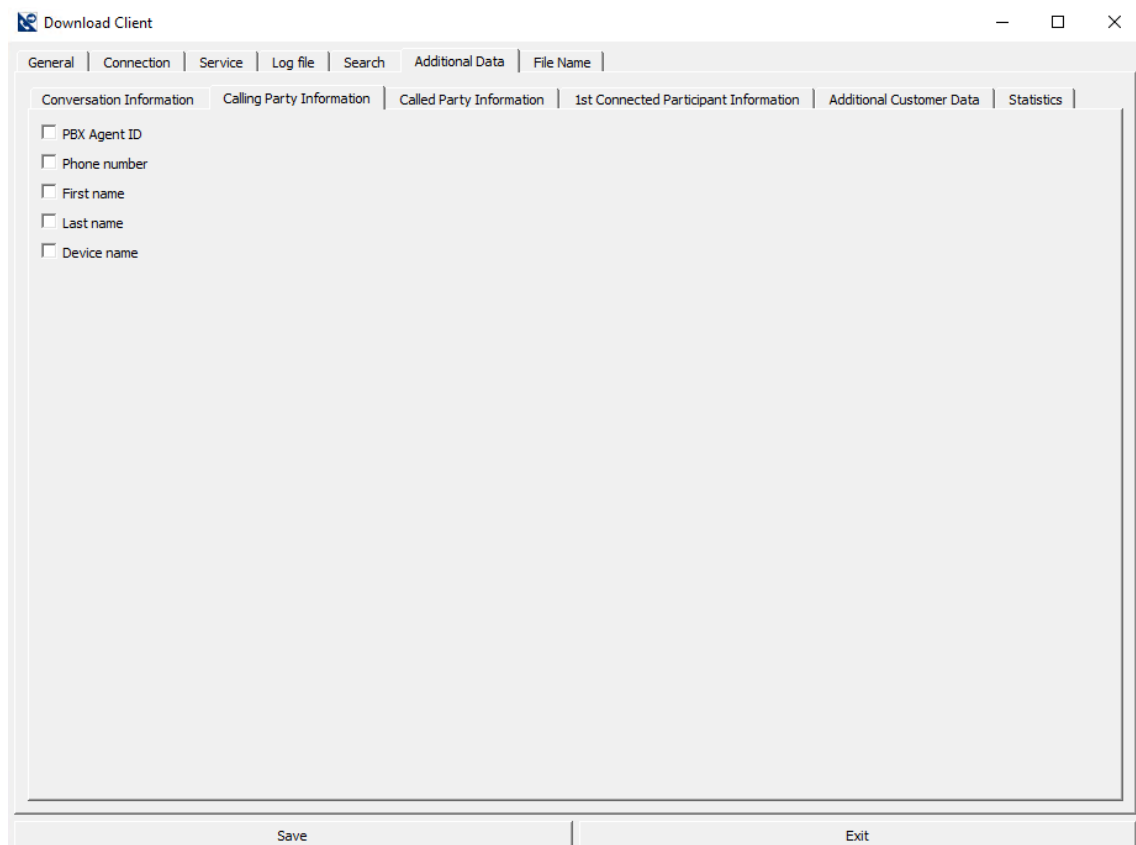 Download Client
General Connection Service Log file Search Additional Data File Name
Conversation Information Calling Party Information Called Party Information 1st Connected Participant Information Additional Customer Data Statistics
PBX Agent ID
Phone number
First name
Last name
Device name
Save Exit